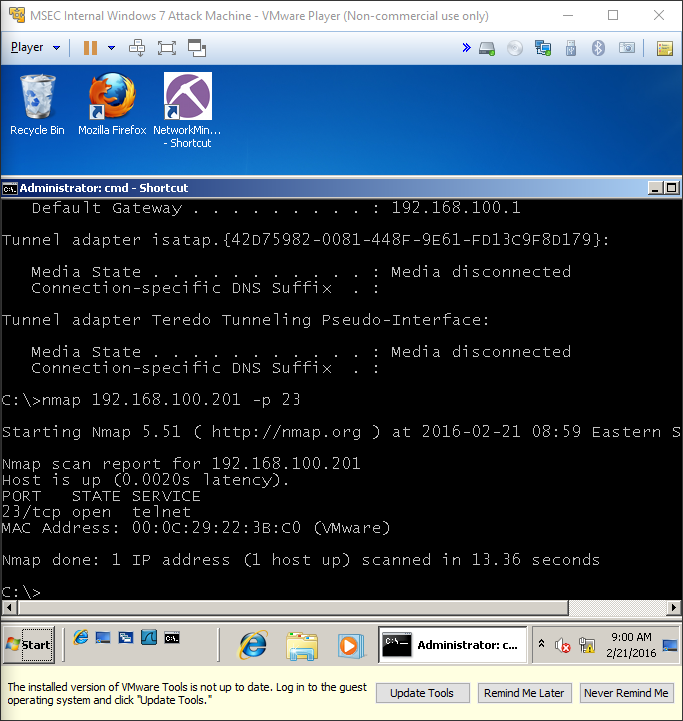 MSEC Internal Windows 7 Attack Machine - VMware Player (Non-commercial use only)
Player
Recycle Bin
Mozilla Firefox
NetworkMin...
- Shortcut
Administrator: cmd - Shortcut
Default Gateway . . . . . . . . . : 192.168.100.1
Tunnel adapter isatap.{42D75982-0081-448F-9E61-FD13C9F8D179}:
Media State . . . . . . . . . . . : Media disconnected
Connection-specific DNS Suffix  . :
Tunnel adapter Teredo Tunneling Pseudo-Interface:
Media State . . . . . . . . . . . : Media disconnected
Connection-specific DNS Suffix  . :
C:\>nmap 192.168.100.201 -p 23
Starting Nmap 5.51 ( http://nmap.org ) at 2016-02-21 08:59 Eastern S
Nmap scan report for 192.168.100.201
Host is up (0.0020s latency).
PORT   STATE SERVICE
23/tcp open  telnet
MAC Address: 00:0C:29:22:3B:C0 (VMware)
Nmap done: 1 IP address (1 host up) scanned in 13.36 seconds
C:\>
Start
Administrator: c...
9:00 AM
2/21/2016
The installed version of VMware Tools is not up to date. Log in to the guest
operating system and click "Update Tools."
Update Tools
Remind Me Later
Never Remind Me